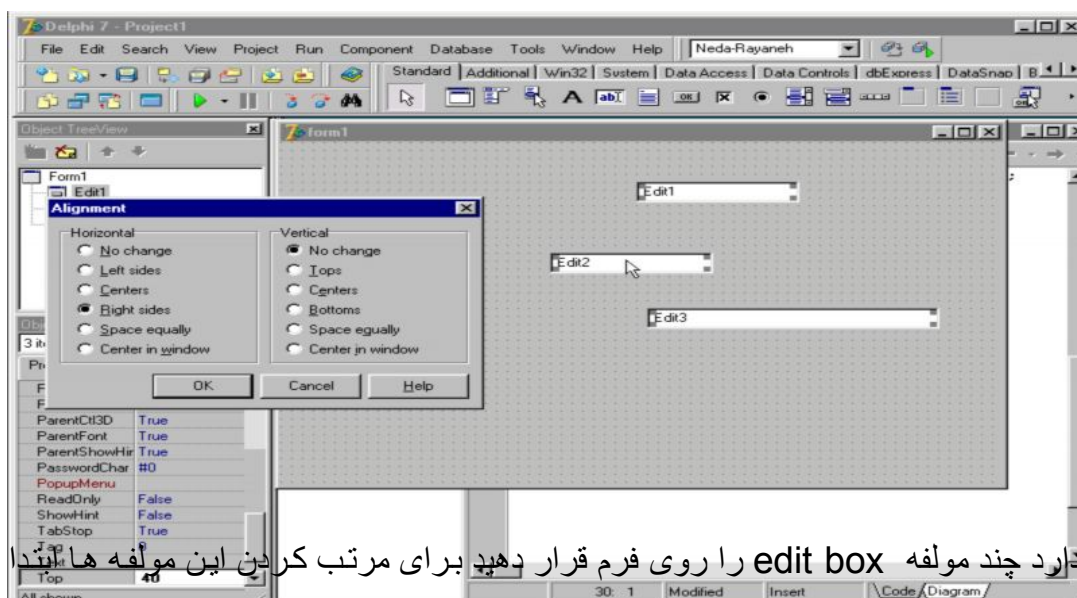 Delphi 7 - Project1
File Edit Search View Project Run Component Database Tools Window Help Neda-Rayaneh
Standard Additional Win32 System Data Access Data Controls dbExpress DataSnap B
Object TreeView
form1
Form1
Edit1
Edit1
Alignment
Horizontal
No change
Left sides
Centers
Right sides
Space equally
Center in window
Vertical
No change
Tops
Centers
Bottoms
Space equally
Center in window
OK Cancel Help
Edit2
Edit3
ParentCtl3D True
ParentFont True
ParentShowHin True
PasswordChar #0
PopupMenu
ReadOnly False
ShowHint False
TabStop True
Tag
دارد چند مولفه edit box را روی فرم قرار دهید برای مرتب کردن این مولفه ها ابتدا
Top 40
All shown
30: 1 Modified Insert Code Diagram